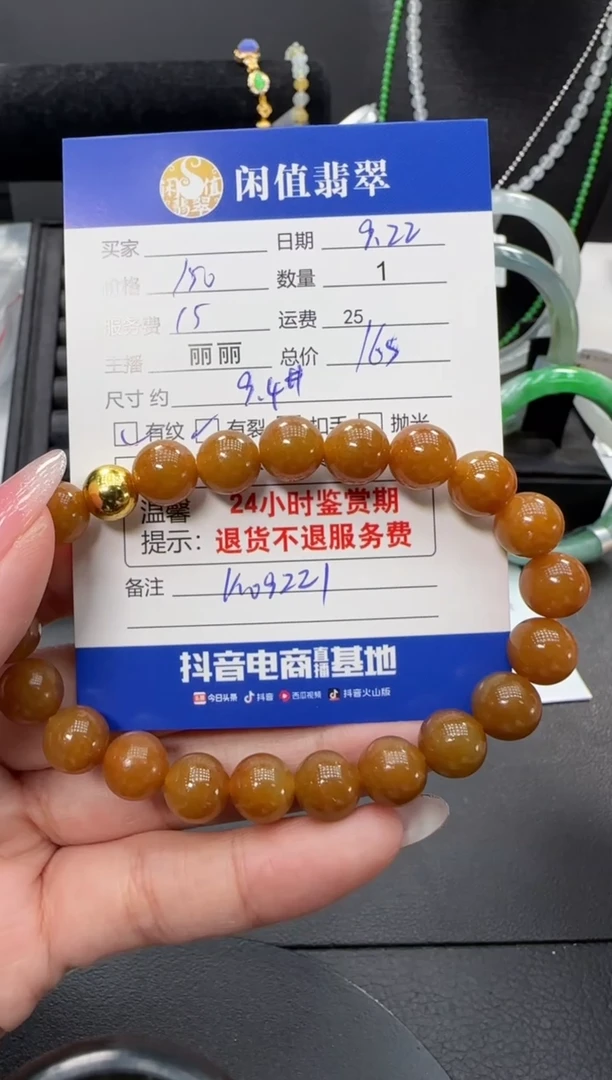 闲值翡翠
买家 日期 9.22
价格 150 数量 1
服务费 15 运费 25
主播 丽丽 总价 165
尺寸 约 9.4#
有纹 有裂 扣手 抛光
温馨 24小时鉴赏期
提示: 退货不退服务费
备注
抖音电商直播基地
今日头条 抖音 西瓜视频 抖音火山版